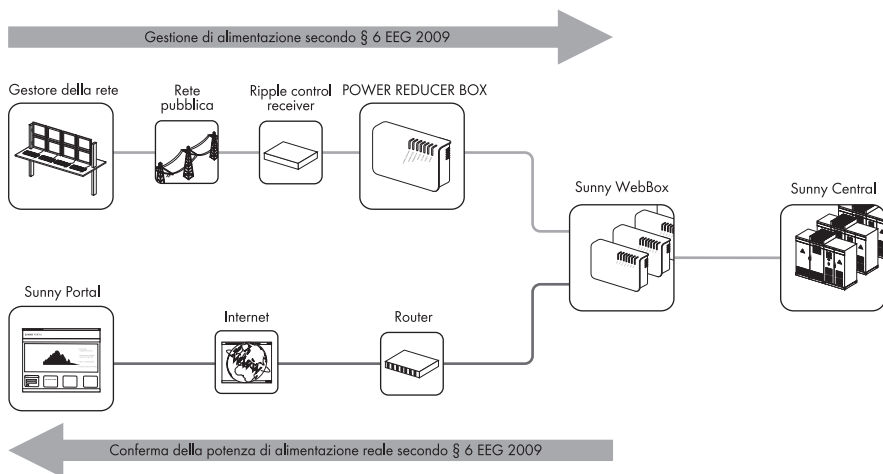 Gestione di alimentazione secondo § 6 EEG 2009
Gestore della rete
Rete
pubblica
Ripple control
receiver
POWER REDUCER BOX
Sunny WebBox
Sunny Central
Sunny Portal
Internet
Router
Conferma della potenza di alimentazione reale secondo § 6 EEG 2009